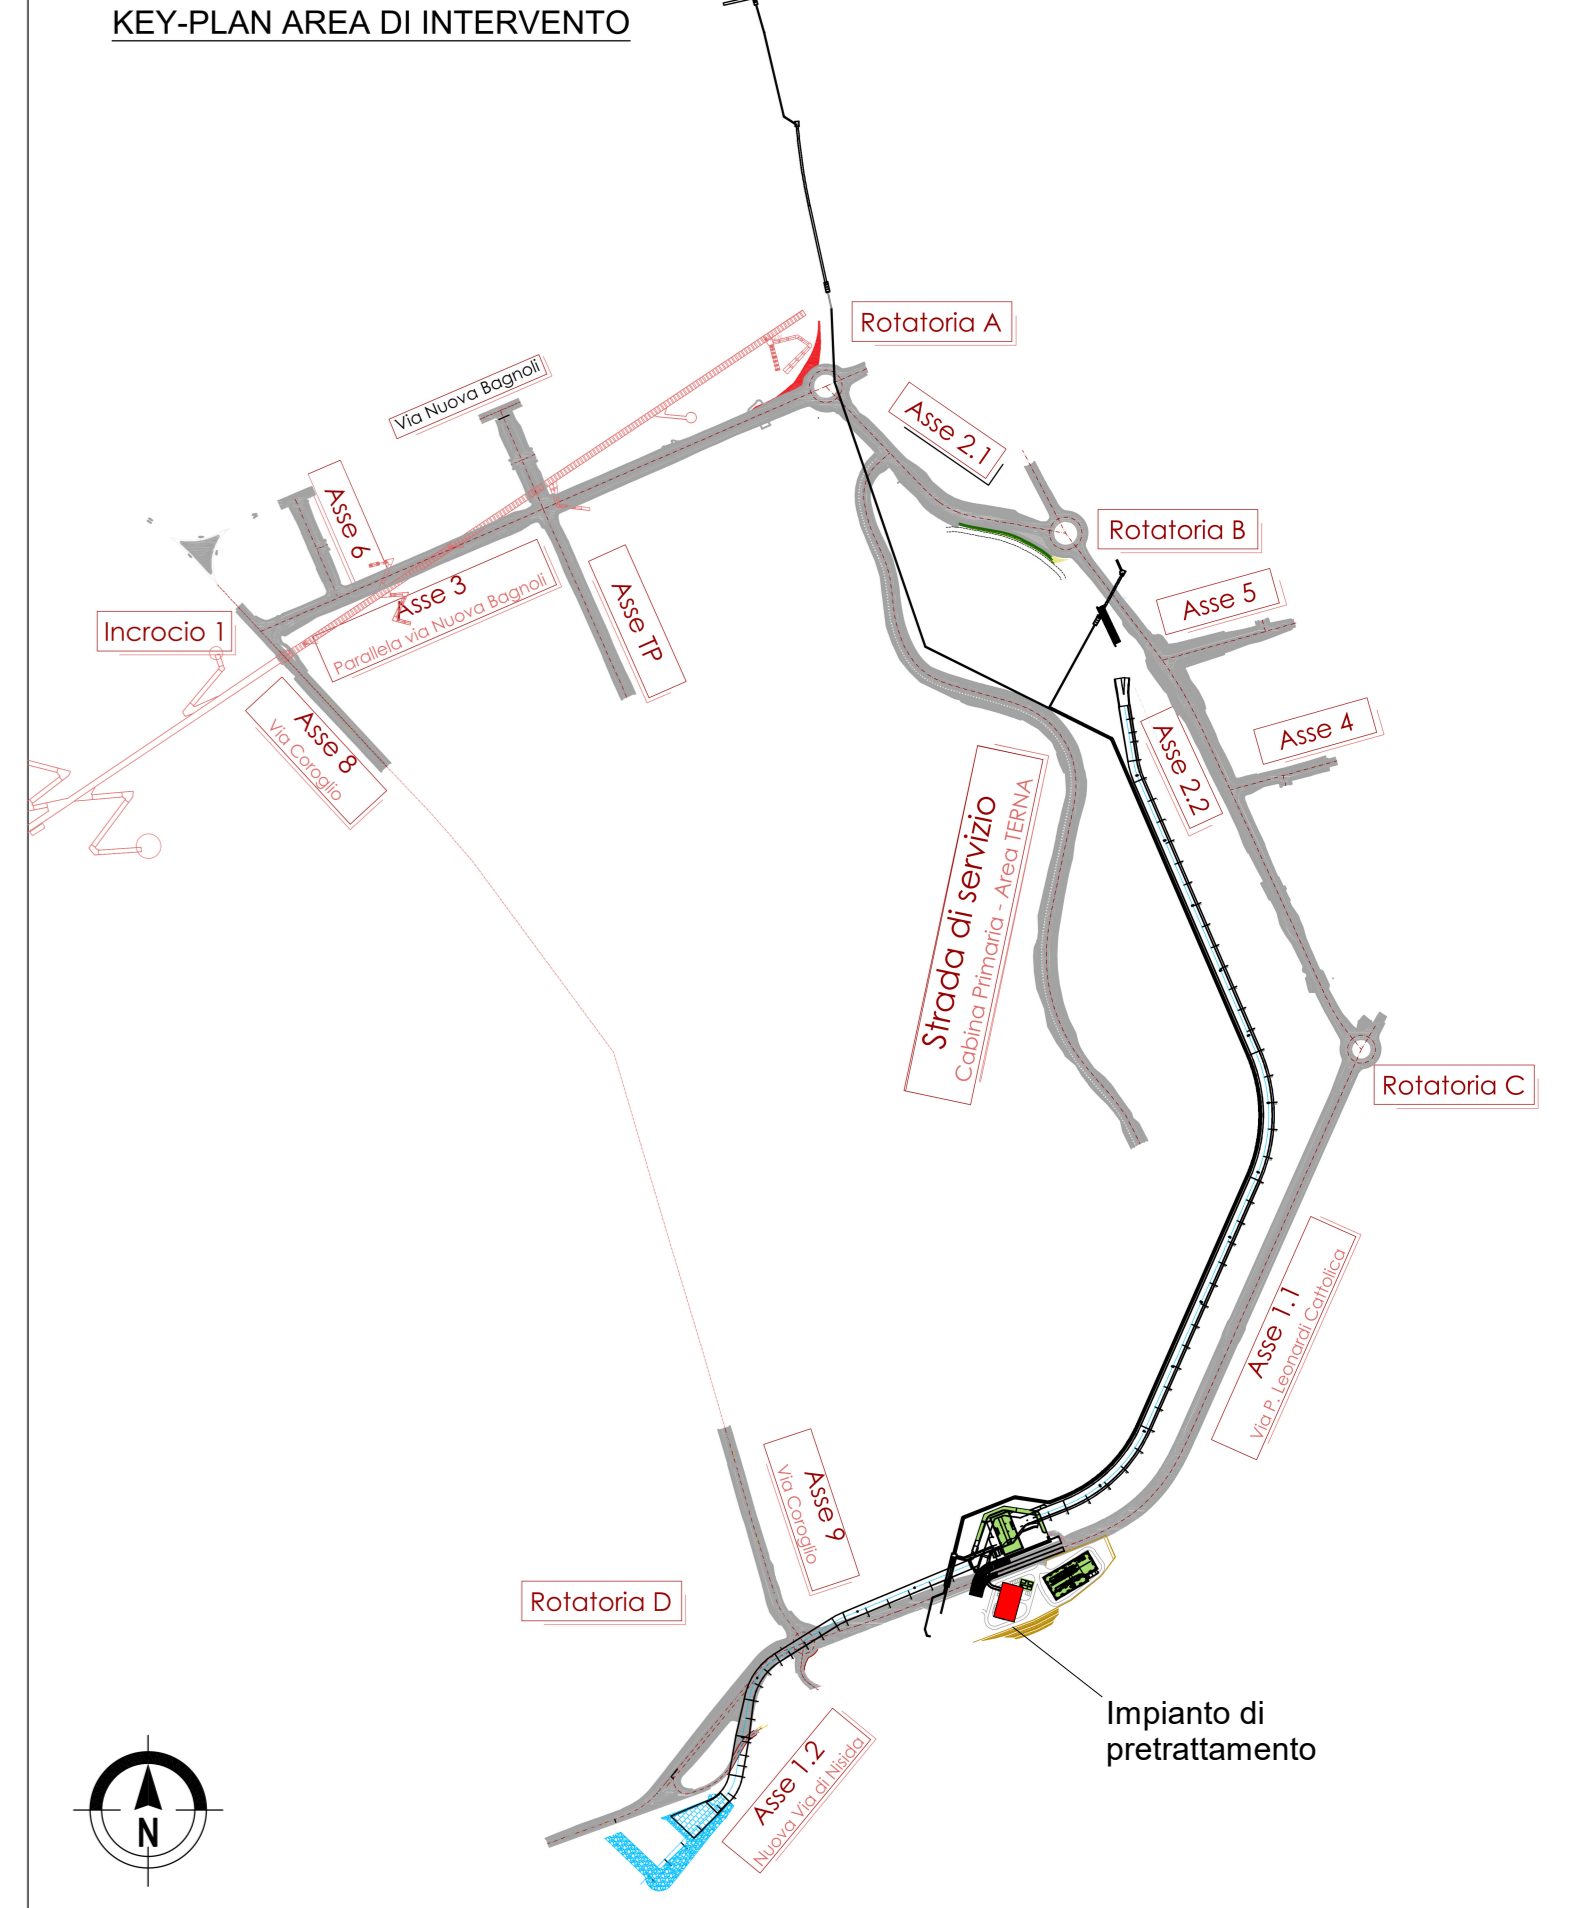 KEY-PLAN AREA DI INTERVENTO
Rotatoria A
Via Nuova Bagnoli
Asse 2.1
Asse 6
Rotatoria B
Asse 5
Asse 3
Parallela via Nuova Bagnoli
Asse TP
Incrocio 1
Asse 8
Via Coroglio
Asse 4
Asse 2.2
Strada di servizio
Cabina Primaria - Area TERNA
Rotatoria C
Asse 1.1
Via P. Leonardi Cattolica
Asse 9
Via Coroglio
Rotatoria D
Impianto di
pretrattamento
Asse 1.2
Nuova Via di Nisida
N